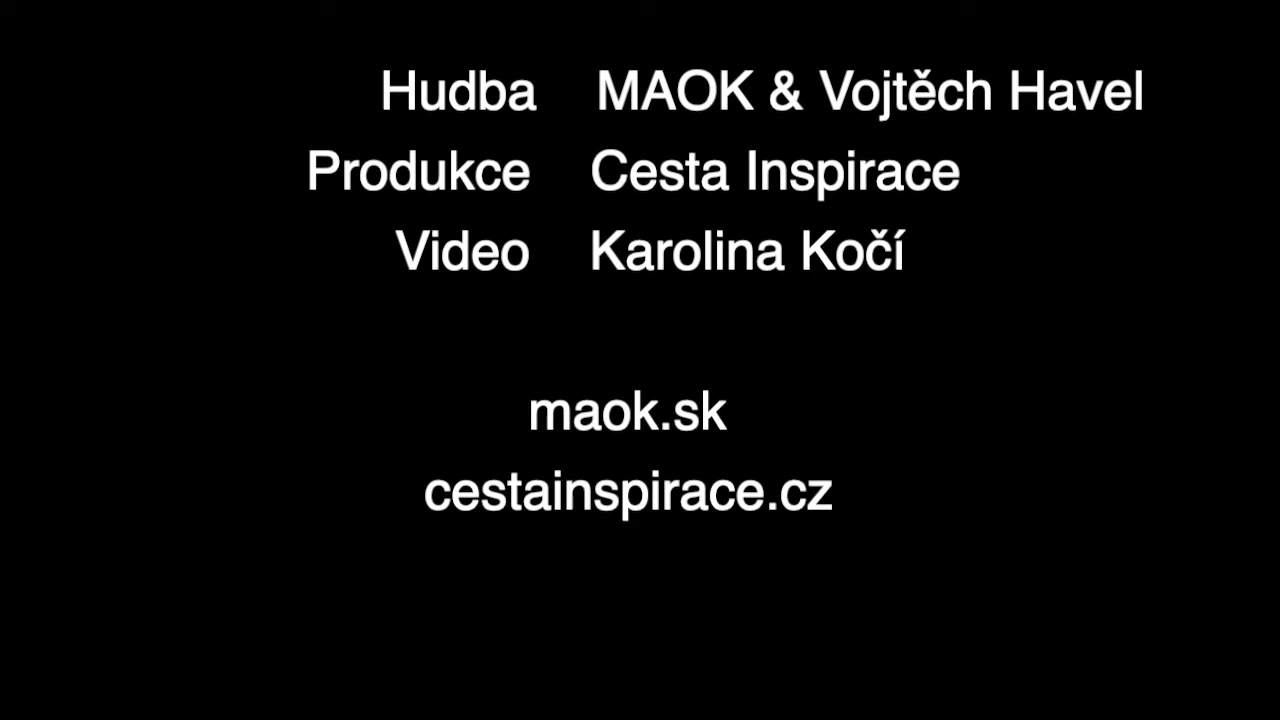 Hudba MAOK & Vojtěch Havel
Produkce Cesta Inspirace
Video Karolina Kočí
maok.sk
cestainspirace.cz